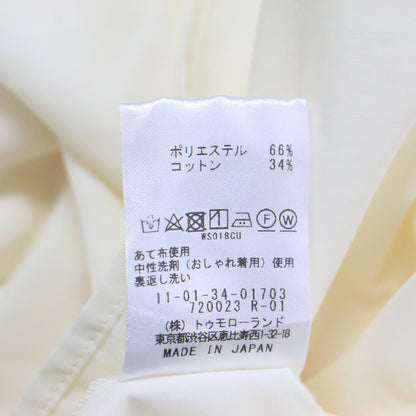 ポリエステル 66%
コットン 34%
F W
WS018CU
あて布使用
中性洗剤(おしゃれ着用)使用
裏返し洗い
11-01-34-01703
720023 R-01
(株)トゥモローランド
東京都渋谷区恵比寿西1-32-18
MADE IN JAPAN